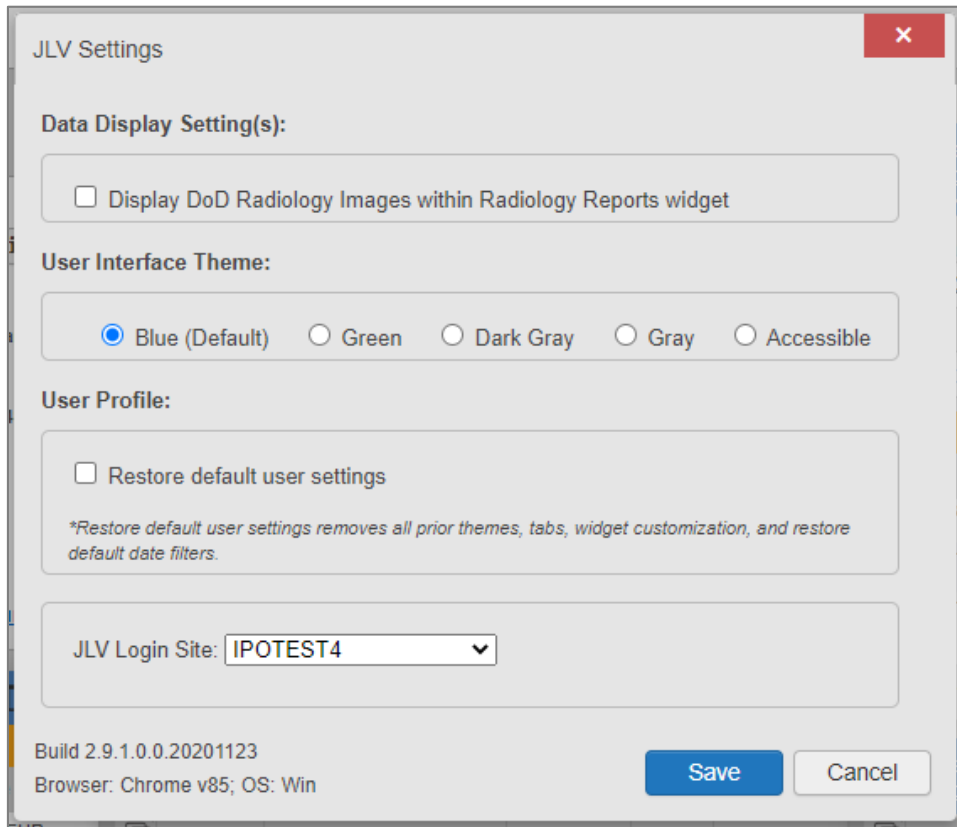 JLV Settings
×
Data Display Setting(s):
Display DoD Radiology Images within Radiology Reports widget
User Interface Theme:
Blue (Default) Green Dark Gray Gray Accessible
User Profile:
Restore default user settings
*Restore default user settings removes all prior themes, tabs, widget customization, and restore
default date filters.
JLV Login Site: IPOTEST4
Build 2.9.1.0.0.20201123
Browser: Chrome v85; OS: Win
Save Cancel